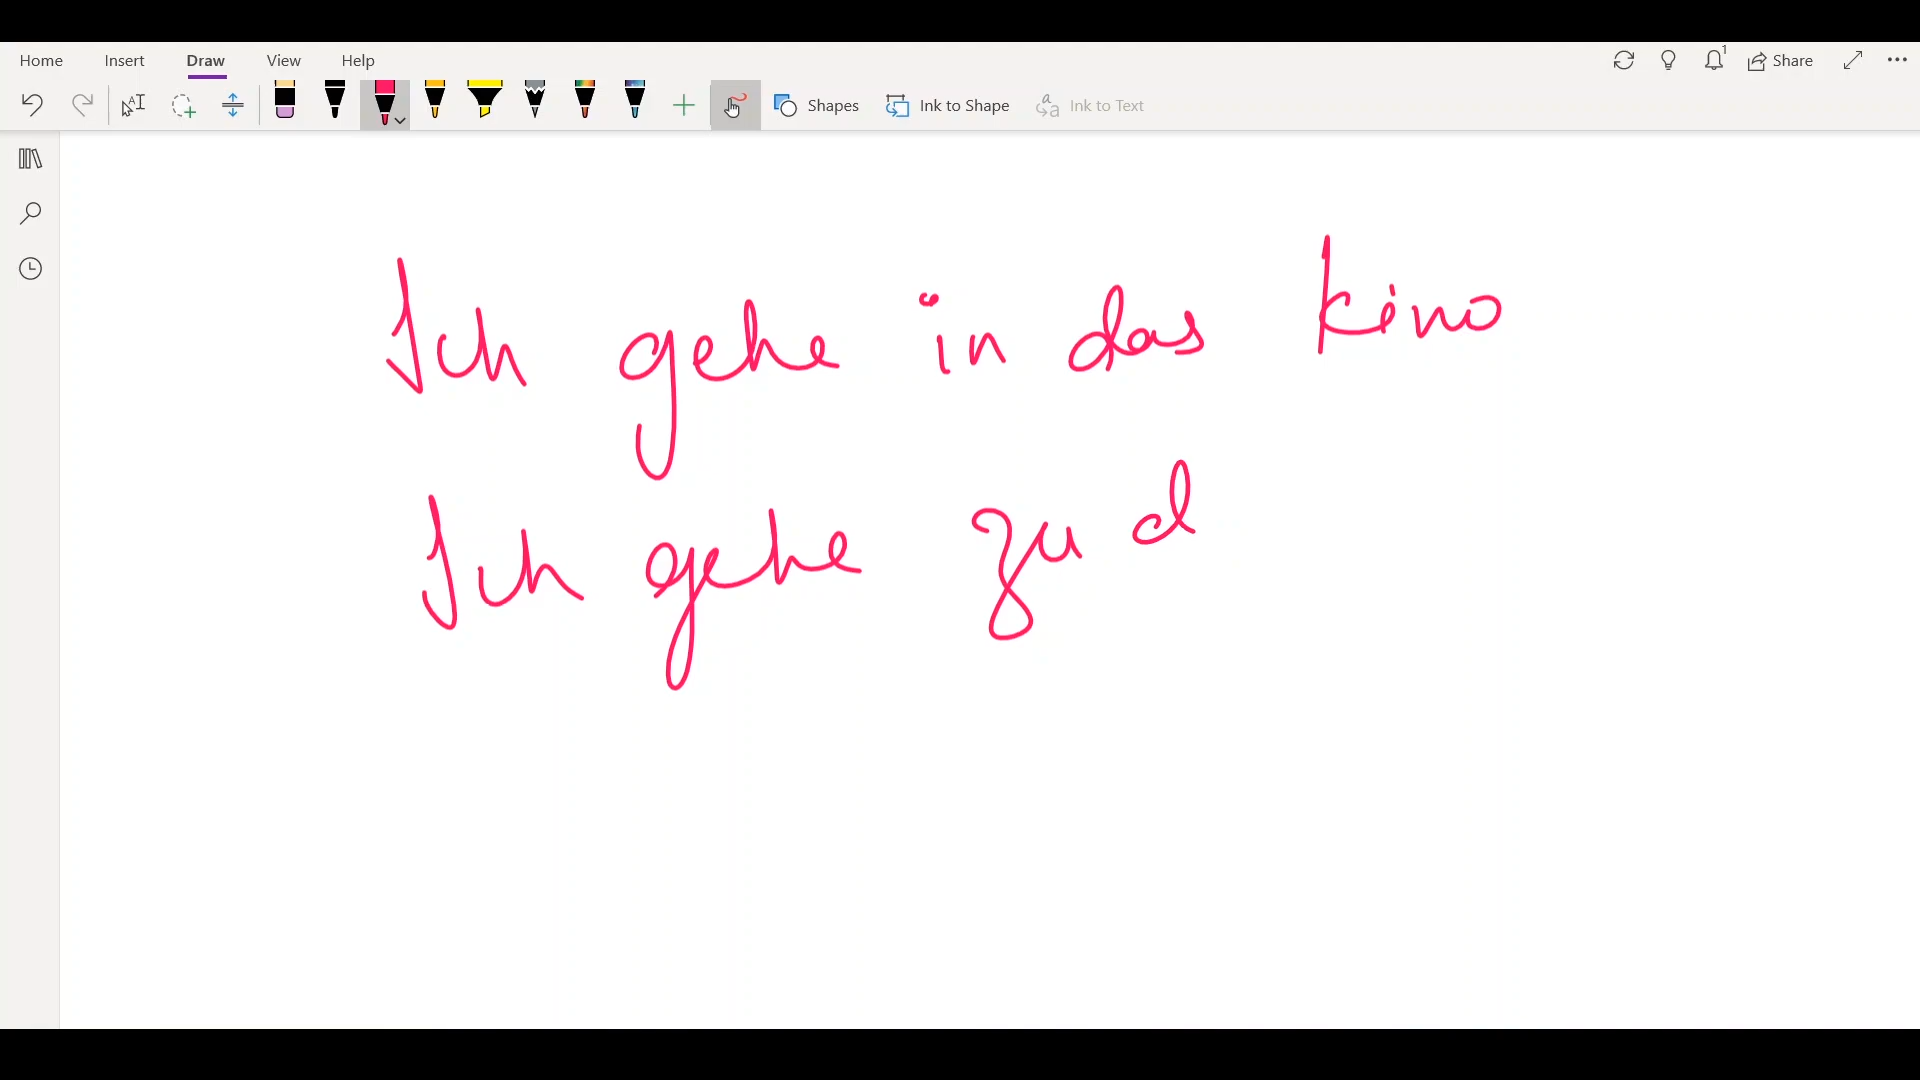 Home Insert Draw View Help 1 Share
Shapes Ink to Shape Ink to Text
Ich gehe in das kino
Ich gehe zu d